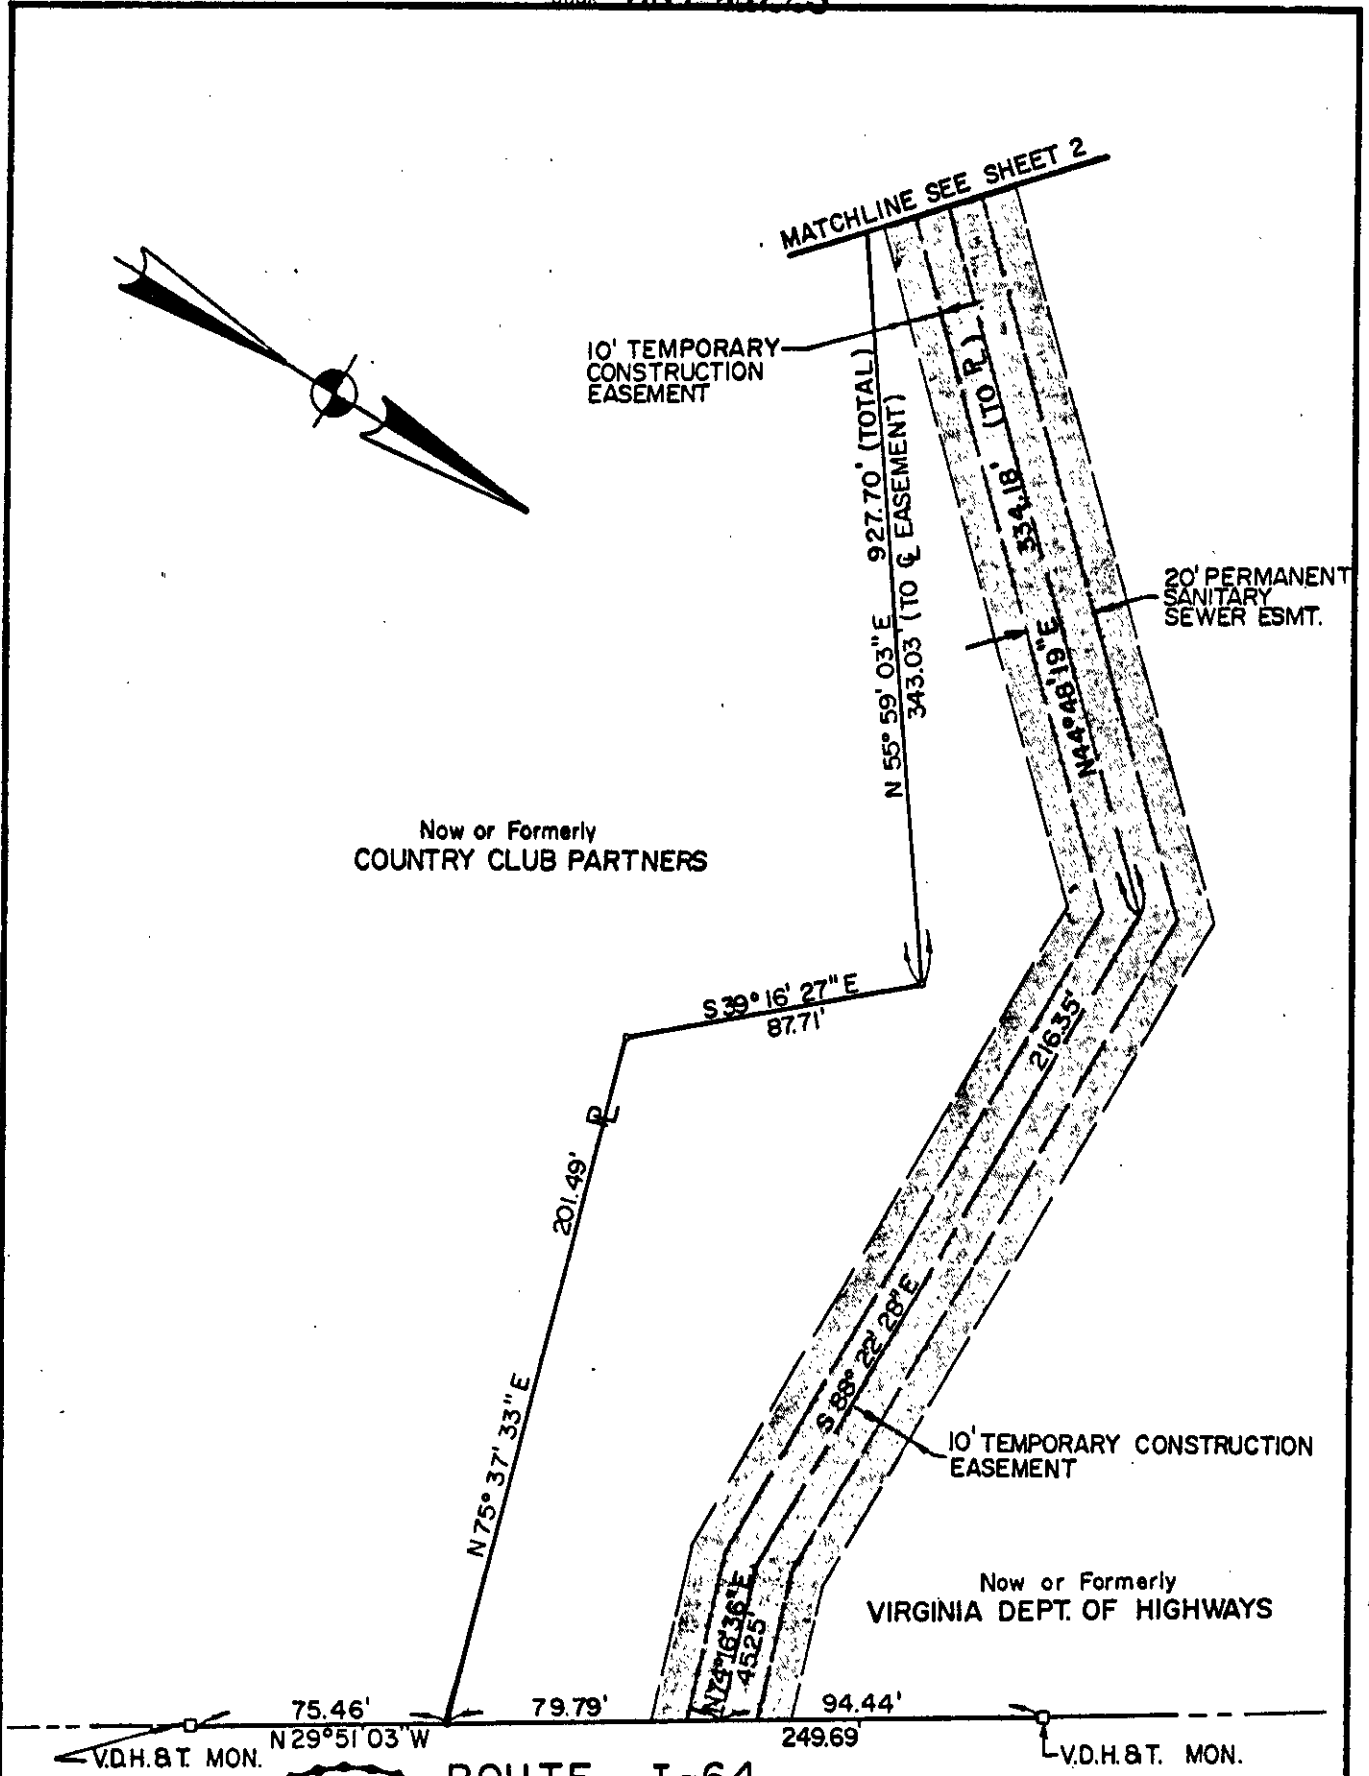 MATCHLINE SEE SHEET 2
10' TEMPORARY
CONSTRUCTION
EASEMENT
N 55° 59' 03" E 927.70' (TOTAL)
343.03' (TO ℄ EASEMENT)
N44°48'19"E 334.18' (TO PL)
20' PERMANENT
SANITARY
SEWER ESMT.
Now or Formerly
COUNTRY CLUB PARTNERS
S 39° 16' 27" E
87.71'
PL
201.49'
N 75° 37' 33" E
216.35'
S 88° 22' 28" E
10' TEMPORARY CONSTRUCTION
EASEMENT
Now or Formerly
VIRGINIA DEPT. OF HIGHWAYS
N74°16'36"E
45.25'
75.46'
79.79'
94.44'
N 29° 51' 03" W
249.69'
V.D.H.&T. MON.
V.D.H.&T. MON.
ROUTE I-64